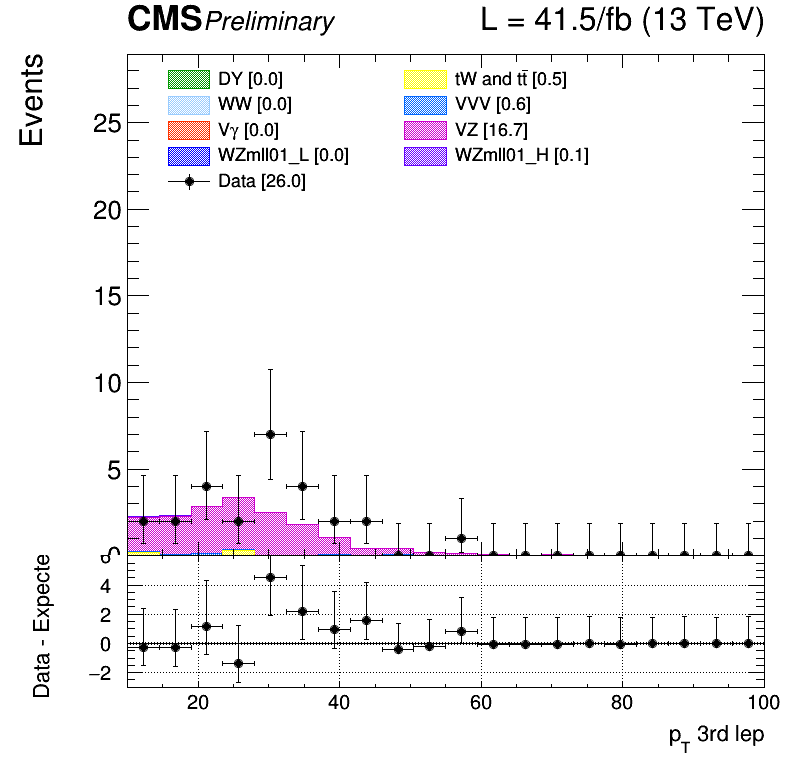 CMS Preliminary L = 41.5/fb (13 TeV)
Events
DY [0.0]
tW and tt̄ [0.5]
WW [0.0]
VVV [0.6]
Vγ [0.0]
VZ [16.7]
WZmll01_L [0.0]
WZmll01_H [0.1]
Data [26.0]
25
20
15
10
5
0
Data - Expecte
4
2
0
−2
20 40 60 80 100
pT 3rd lep